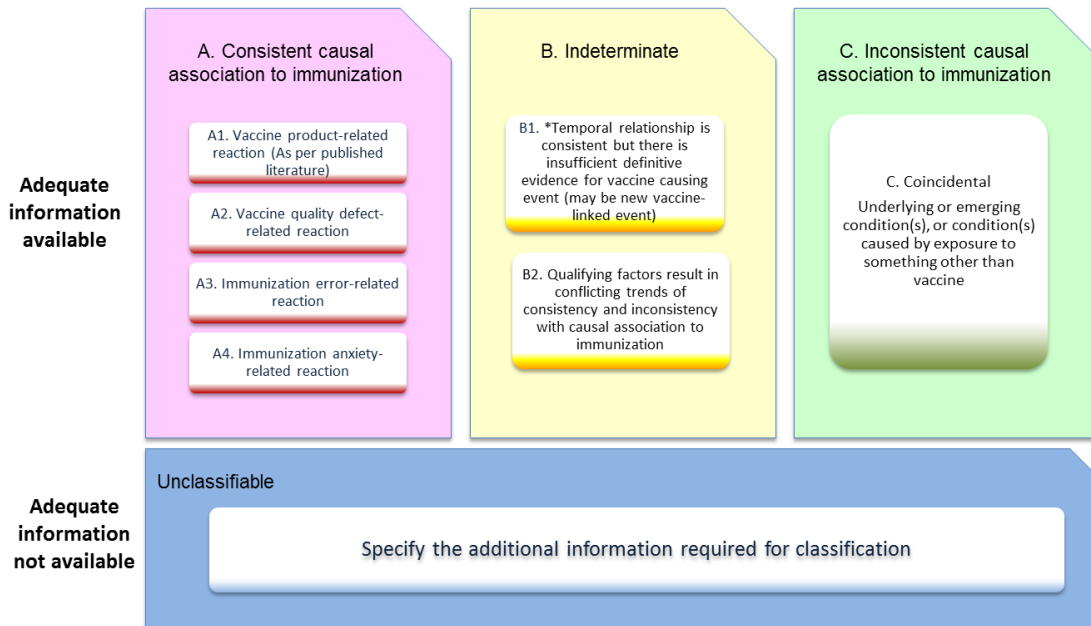 A. Consistent causal
association to immunization
A1. Vaccine product-related
reaction (As per published
literature)
A2. Vaccine quality defect-
related reaction
A3. Immunization error-related
reaction
A4. Immunization anxiety-
related reaction
B. Indeterminate
B1. *Temporal relationship is
consistent but there is
insufficient definitive
evidence for vaccine causing
event (may be new vaccine-
linked event)
B2. Qualifying factors result in
conflicting trends of
consistency and inconsistency
with causal association to
immunization
C. Inconsistent causal
association to immunization
C. Coincidental
Underlying or emerging
condition(s), or condition(s)
caused by exposure to
something other than
vaccine
Adequate
information
available
Unclassifiable
Adequate
information
not available
Specify the additional information required for classification